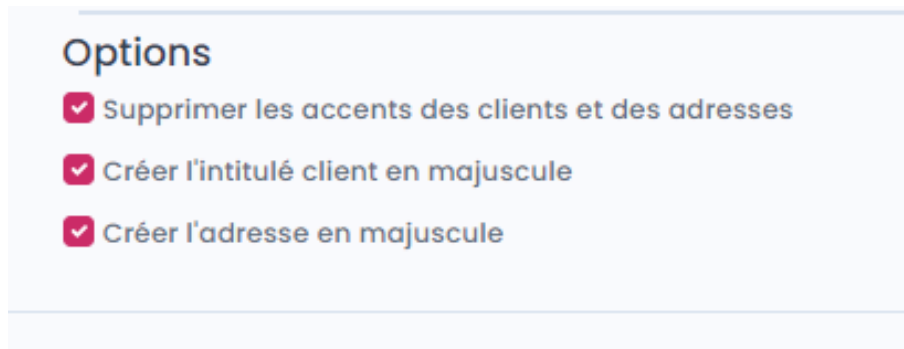 Options
Supprimer les accents des clients et des adresses
Créer l'intitulé client en majuscule
Créer l'adresse en majuscule